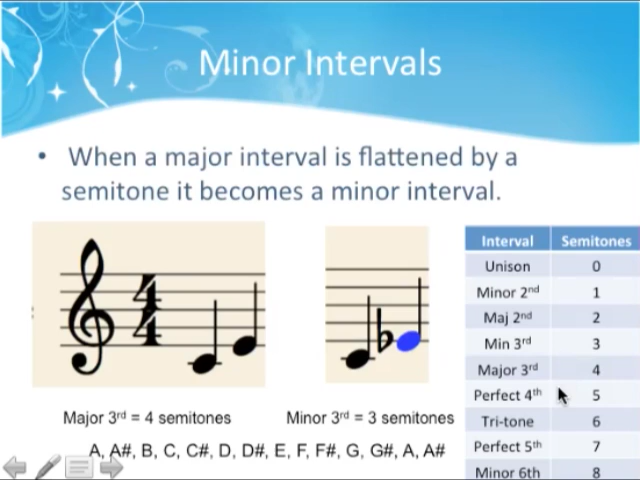 Minor Intervals
• When a major interval is flattened by a
semitone it becomes a minor interval.
4
4
Major 3rd = 4 semitones
Minor 3rd = 3 semitones
A, A#, B, C, C#, D, D#, E, F, F#, G, G#, A, A#
Interval Semitones
Unison 0
Minor 2nd 1
Maj 2nd 2
Min 3rd 3
Major 3rd 4
Perfect 4th 5
Tri-tone 6
Perfect 5th 7
Minor 6th 8